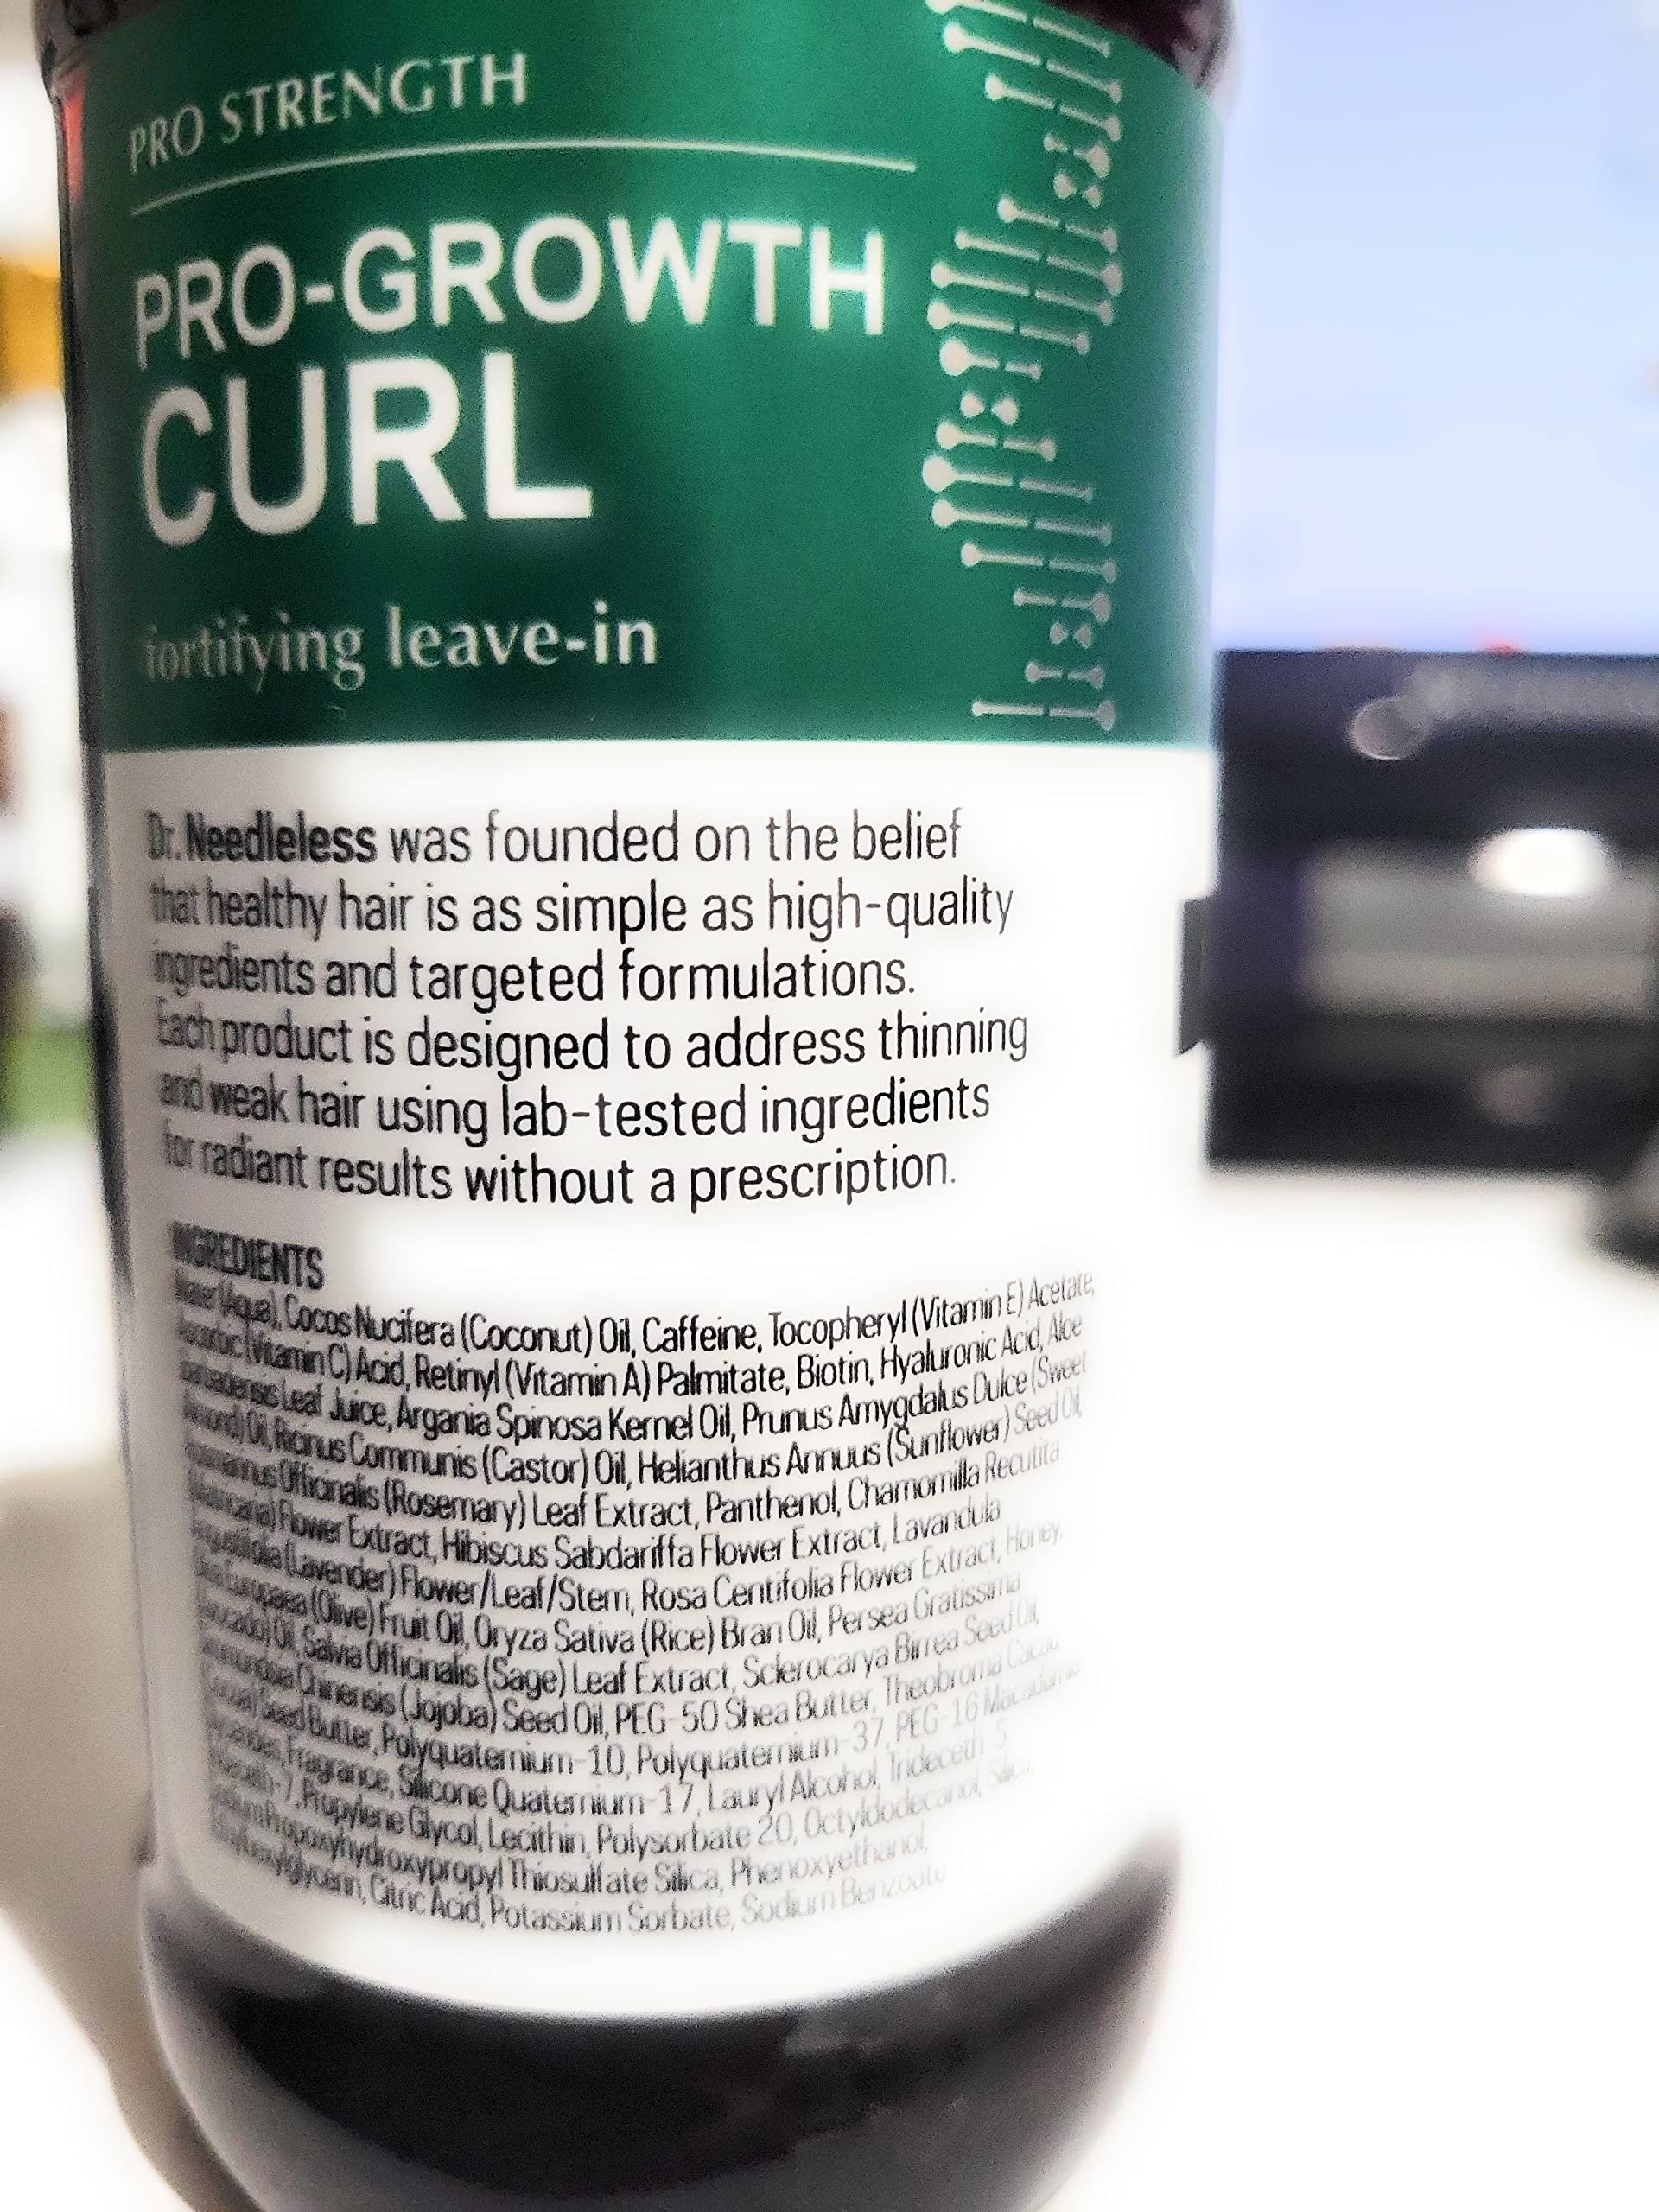 PRO STRENGTH
PRO-GROWTH
CURL
fortifying leave-in
Dr. Needleless was founded on the belief
that healthy hair is as simple as high-quality
ingredients and targeted formulations.
Each product is designed to address thinning
and weak hair using lab-tested ingredients
for radiant results without a prescription.
INGREDIENTS
Water (Aqua), Cocos Nucifera (Coconut) Oil, Caffeine, Tocopheryl (Vitamin E) Acetate,
Ascorbic (Vitamin C) Acid, Retinyl (Vitamin A) Palmitate, Biotin, Hyaluronic Acid, Aloe
Barbadensis Leaf Juice, Argania Spinosa Kernel Oil, Prunus Amygdalus Dulce (Sweet
Almond) Oil, Ricinus Communis (Castor) Oil, Helianthus Annuus (Sunflower) Seed Oil,
Rosmarinus Officinalis (Rosemary) Leaf Extract, Panthenol, Chamomilla Recutita
(Matricaria) Flower Extract, Hibiscus Sabdariffa Flower Extract, Lavandula
Angustifolia (Lavender) Flower/Leaf/Stem, Rosa Centifolia Flower Extract, Honey,
Olea Europaea (Olive) Fruit Oil, Oryza Sativa (Rice) Bran Oil, Persea Gratissima
(Avocado) Oil, Salvia Officinalis (Sage) Leaf Extract, Sclerocarya Birrea Seed Oil,
Chinensis (Jojoba) Seed Oil, PEG-50 Shea Butter, Theobroma Cacao
(Cocoa) Seed Butter, Polyquaternium-10, Polyquaternium-37, PEG-16 Macadamia
Fragrance, Silicone Quaternium-17, Lauryl Alcohol, Trideceth-5,
Propylene Glycol, Lecithin, Polysorbate 20, Octyldodecanol, Silica,
Thiosulfate Silica, Phenoxyethanol,
Ethylhexylglycerin, Citric Acid, Potassium Sorbate, Sodium Benzoate